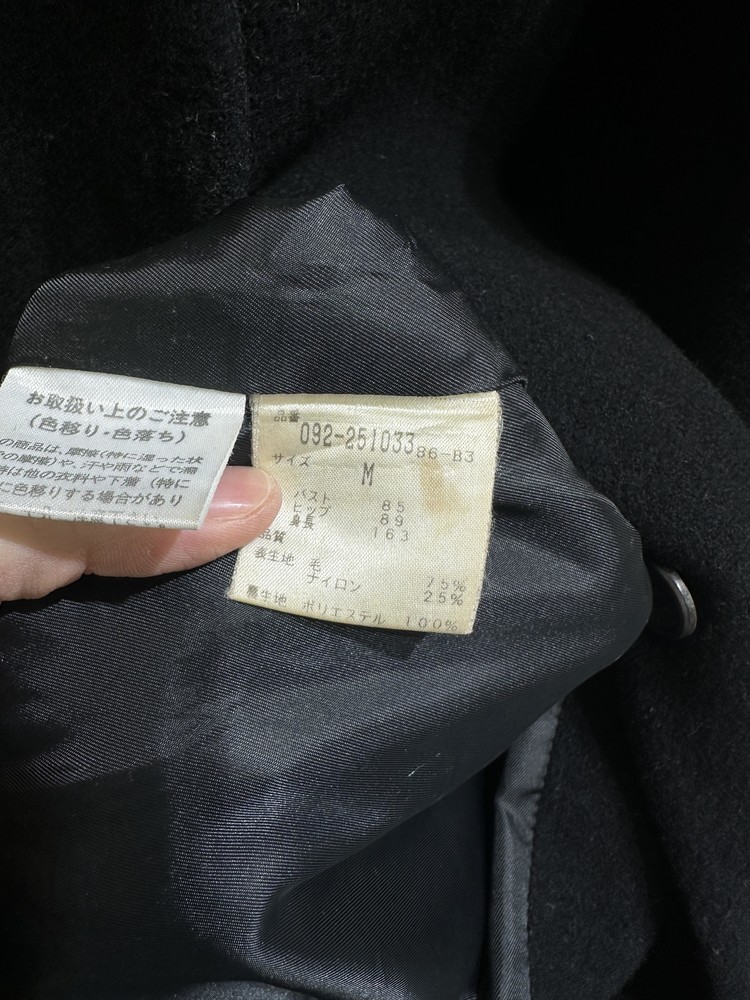 お取扱い上のご注意
(色移り・色落ち)
の商品は、摩擦(特に湿った状
の摩擦)や、汗や雨などで濡
時は他の衣料や下着(特に
に色移りする場合があり
品番
092-251033 86-B3
サイズ
M
バスト 85
ヒップ 89
身長 163
品質
表生地 毛 75%
ナイロン 25%
裏生地 ポリエステル 100%